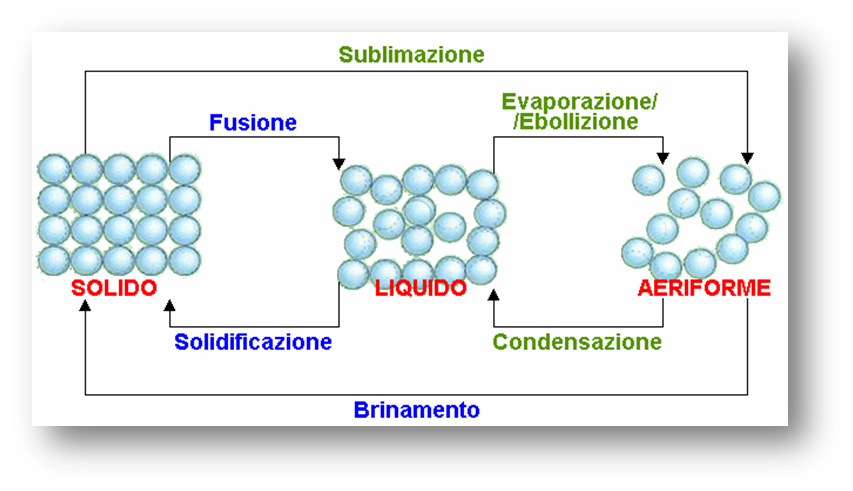 Sublimazione
Fusione
Evaporazione/
/Ebollizione
SOLIDO
LIQUIDO
AERIFORME
Solidificazione
Condensazione
Brinamento